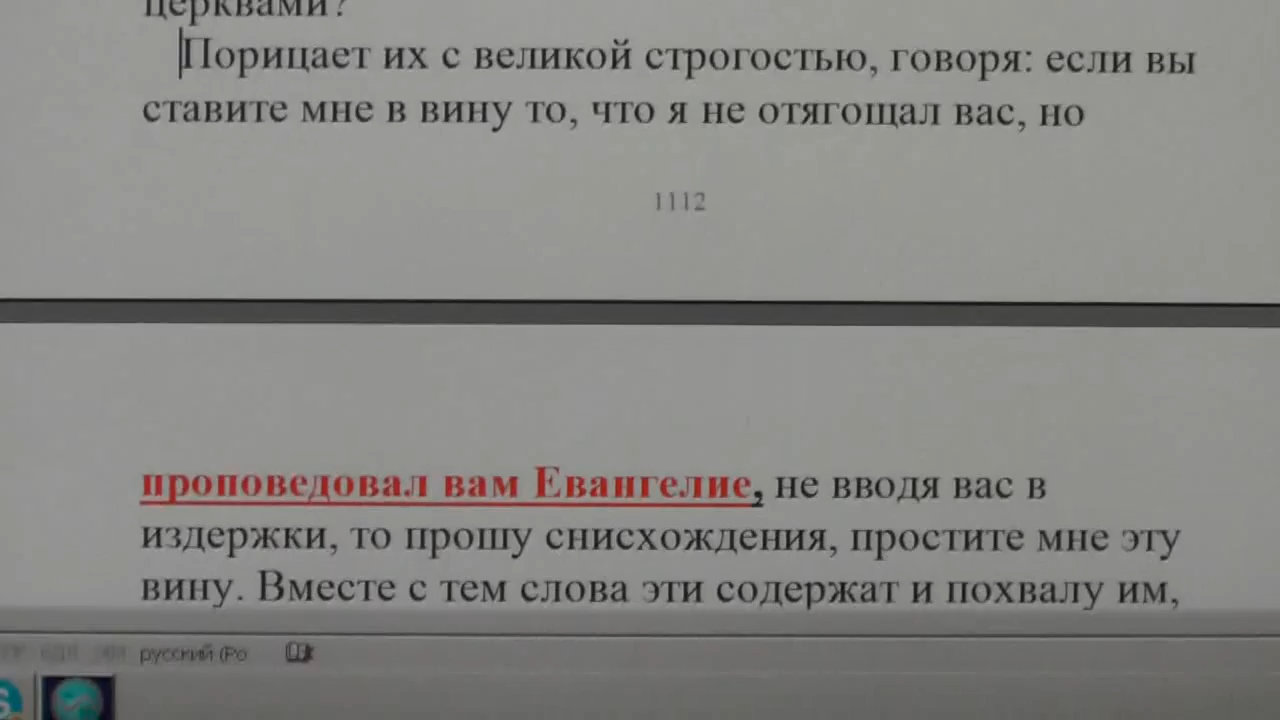 церквами?
Порицает их с великой строгостью, говоря: если вы
ставите мне в вину то, что я не отягощал вас, но
1112
проповедовал вам Евангелие, не вводя вас в
издержки, то прошу снисхождения, простите мне эту
вину. Вместе с тем слова эти содержат и похвалу им,
русский (Ро